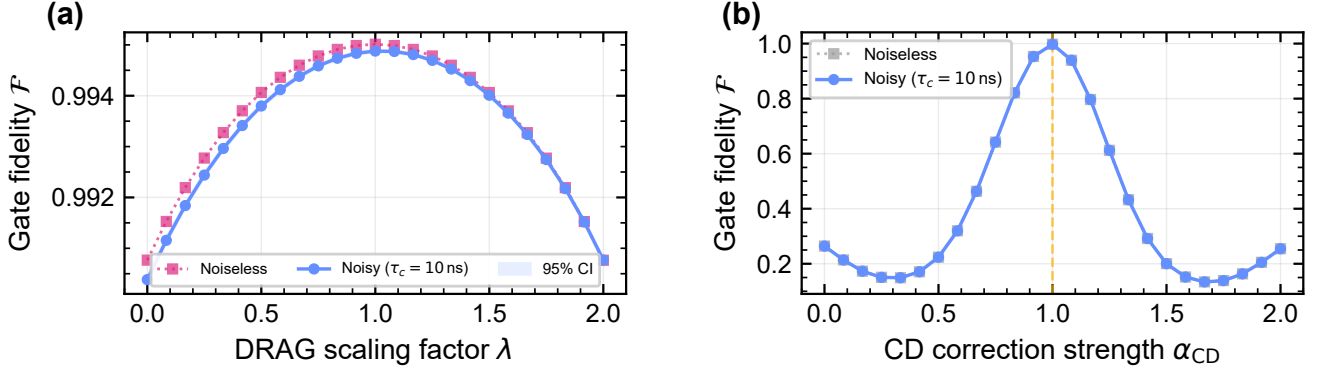 (a)
Gate fidelity 𝓕
0.994
0.992
Noiseless
Noisy (τ_c = 10 ns)
95% CI
0.0 0.5 1.0 1.5 2.0
DRAG scaling factor λ
(b)
Gate fidelity 𝓕
1.0
0.8
0.6
0.4
0.2
Noiseless
Noisy (τ_c = 10 ns)
0.0 0.5 1.0 1.5 2.0
CD correction strength α_CD